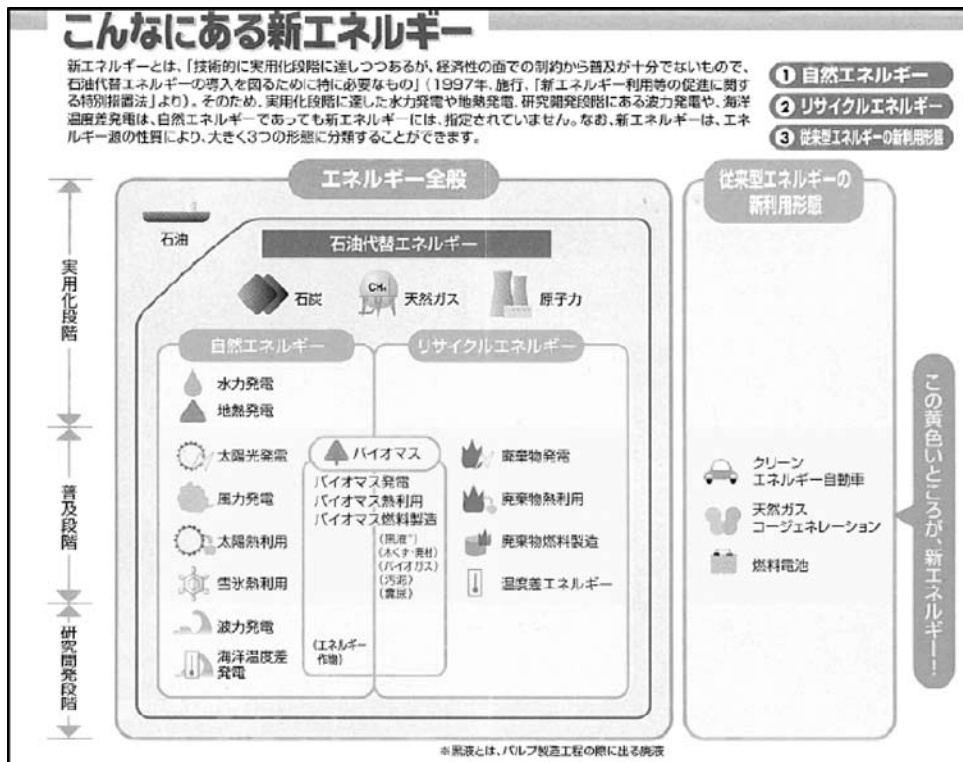 こんなにある新エネルギー
新エネルギーとは、「技術的に実用化段階に達しつつあるが、経済性の面での制約から普及が十分でないもので、
石油代替エネルギーの導入を図るために特に必要なもの」(1997年、施行、「新エネルギー利用等の促進に関す
る特別措置法」より)。そのため、実用化段階に達した水力発電や地熱発電、研究開発段階にある波力発電や、海洋
温度差発電は、自然エネルギーであっても新エネルギーには、指定されていません。なお、新エネルギーは、エネ
ルギー源の性質により、大きく3つの形態に分類することができます。
1 自然エネルギー
2 リサイクルエネルギー
3 従来型エネルギーの新利用形態
エネルギー全般
従来型エネルギーの
新利用形態
石油
石油代替エネルギー
石炭
CH₄
天然ガス
原子力
自然エネルギー
リサイクルエネルギー
実用化段階
水力発電
地熱発電
普及段階
太陽光発電
風力発電
太陽熱利用
雪氷熱利用
バイオマス
バイオマス発電
バイオマス熱利用
バイオマス燃料製造
(黒液※)
(木くず・廃材)
(バイオガス)
(汚泥)
廃棄物発電
廃棄物熱利用
廃棄物燃料製造
温度差エネルギー
クリーン
エネルギー自動車
天然ガス
コージェネレーション
燃料電池
研究開発段階
波力発電
海洋温度差
発電
(エネルギー
作物)
この黄色いところが、新エネルギー!
※黒液とは、パルプ製造工程の際に出る廃液